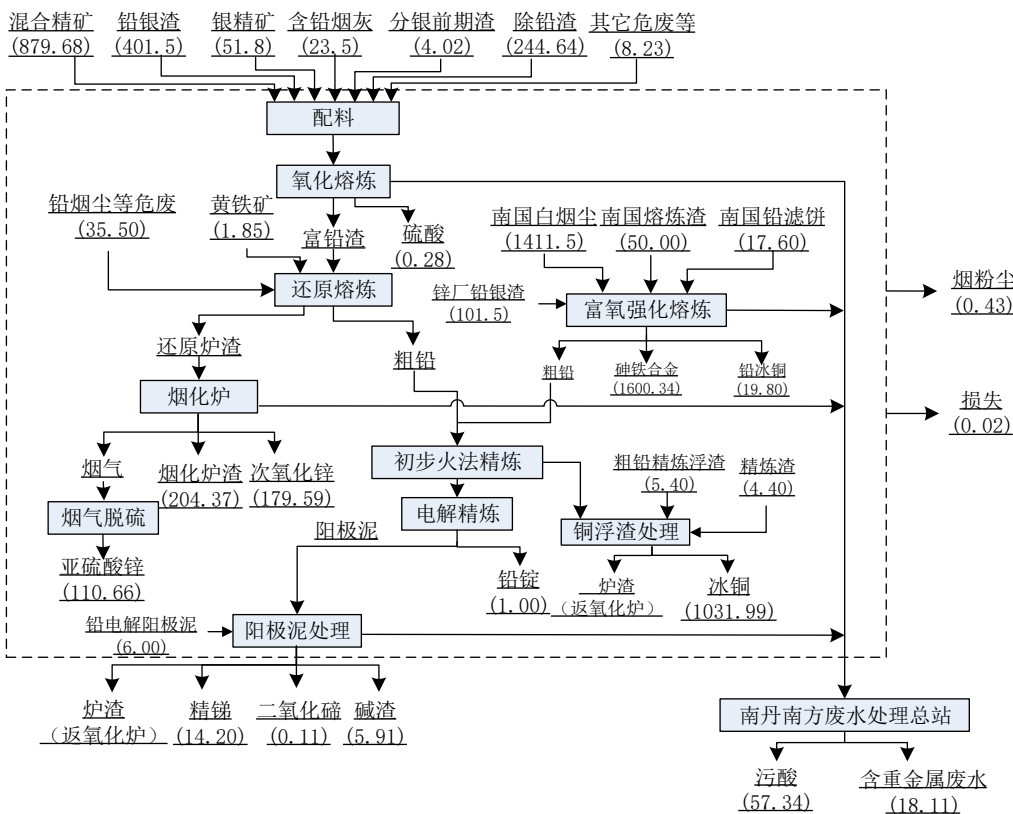 混合精矿
(879.68)
铅银渣
(401.5)
银精矿
(51.8)
含铅烟灰
(23.5)
分银前期渣
(4.02)
除铅渣
(244.64)
其它危废等
(8.23)
配料
氧化熔炼
铅烟尘等危废
(35.50)
黄铁矿
(1.85)
富铅渣
硫酸
(0.28)
南国白烟尘
(1411.5)
南国熔炼渣
(50.00)
南国铅滤饼
(17.60)
还原熔炼
锌厂铅银渣
(101.5)
富氧强化熔炼
烟粉尘
(0.43)
还原炉渣
粗铅
粗铅
砷铁合金
(1600.34)
铅冰铜
(19.80)
烟化炉
损失
(0.02)
烟气
烟化炉渣
(204.37)
次氧化锌
(179.59)
初步火法精炼
粗铅精炼浮渣
(5.40)
精炼渣
(4.40)
烟气脱硫
电解精炼
铜浮渣处理
阳极泥
亚硫酸锌
(110.66)
铅锭
(1.00)
炉渣
（返氧化炉）
冰铜
(1031.99)
铅电解阳极泥
(6.00)
阳极泥处理
炉渣
（返氧化炉）
精锑
(14.20)
二氧化碲
(0.11)
碱渣
(5.91)
南丹南方废水处理总站
污酸
(57.34)
含重金属废水
(18.11)